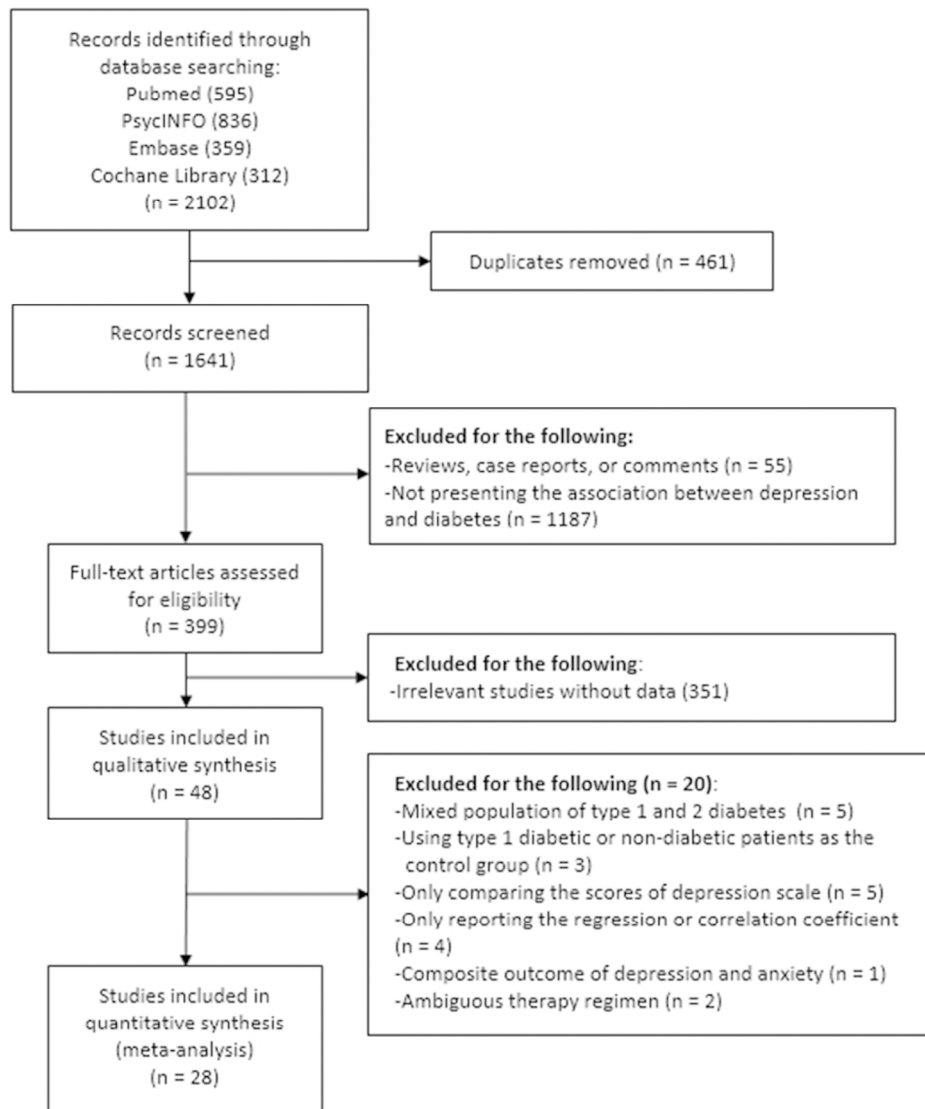 Records identified through
database searching:
Pubmed (595)
PsycINFO (836)
Embase (359)
Cochane Library (312)
(n = 2102)
Duplicates removed (n = 461)
Records screened
(n = 1641)
Excluded for the following:
-Reviews, case reports, or comments (n = 55)
-Not presenting the association between depression
and diabetes (n = 1187)
Full-text articles assessed
for eligibility
(n = 399)
Excluded for the following:
-Irrelevant studies without data (351)
Studies included in
qualitative synthesis
(n = 48)
Excluded for the following (n = 20):
-Mixed population of type 1 and 2 diabetes (n = 5)
-Using type 1 diabetic or non-diabetic patients as the
control group (n = 3)
-Only comparing the scores of depression scale (n = 5)
-Only reporting the regression or correlation coefficient
(n = 4)
-Composite outcome of depression and anxiety (n = 1)
-Ambiguous therapy regimen (n = 2)
Studies included in
quantitative synthesis
(meta-analysis)
(n = 28)